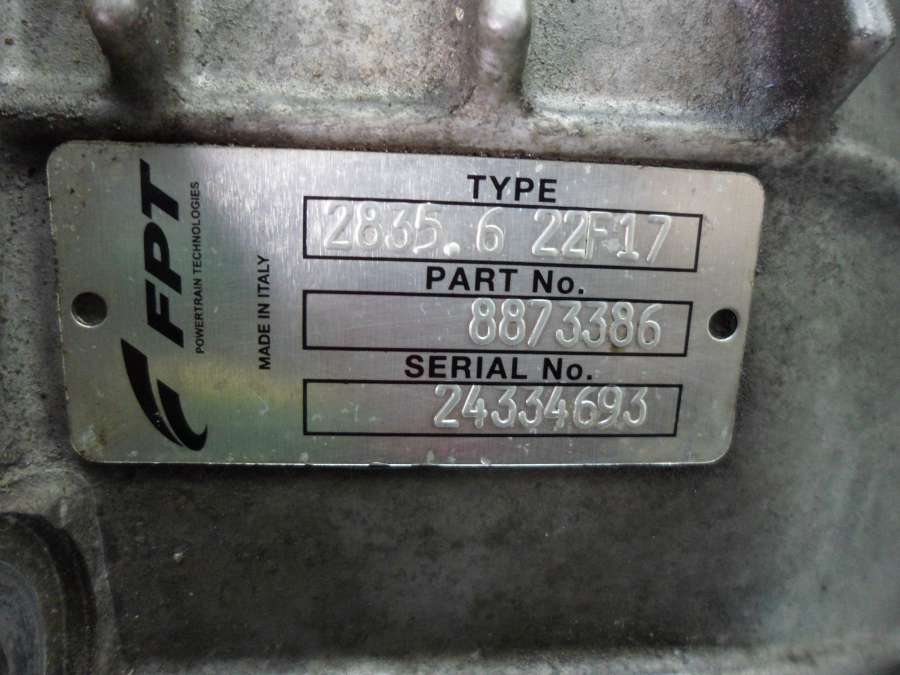 FPT
POWERTRAIN TECHNOLOGIES
MADE IN ITALY
TYPE
2835.6 22F17
PART No.
8873386
SERIAL No.
24334693